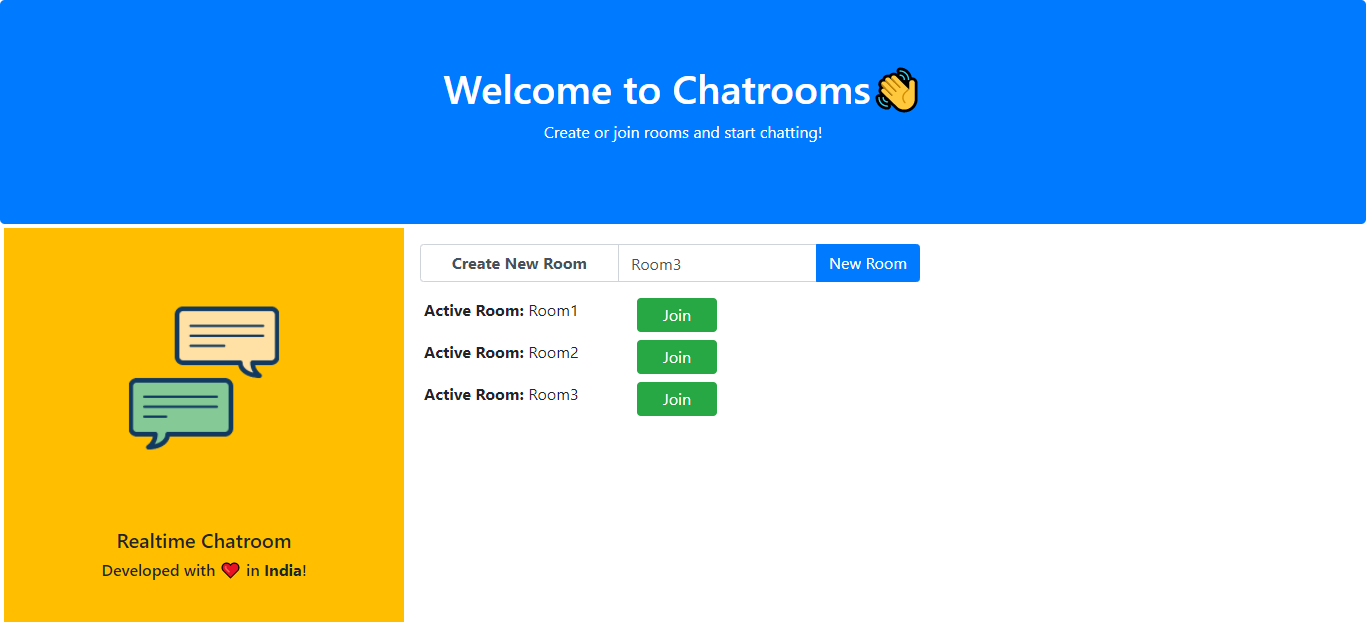 Welcome to Chatrooms👋
Create or join rooms and start chatting!
Create New Room Room3 New Room
Active Room: Room1 Join
Active Room: Room2 Join
Active Room: Room3 Join
Realtime Chatroom
Developed with ❤️ in India!